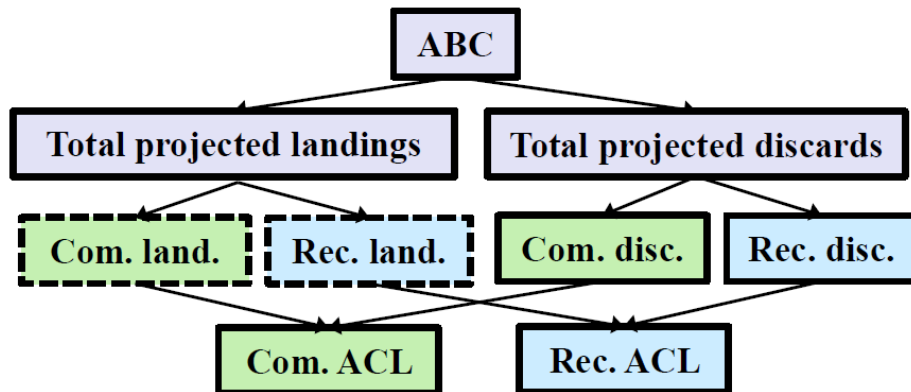 ABC
Total projected landings
Total projected discards
Com. land.
Rec. land.
Com. disc.
Rec. disc.
Com. ACL
Rec. ACL